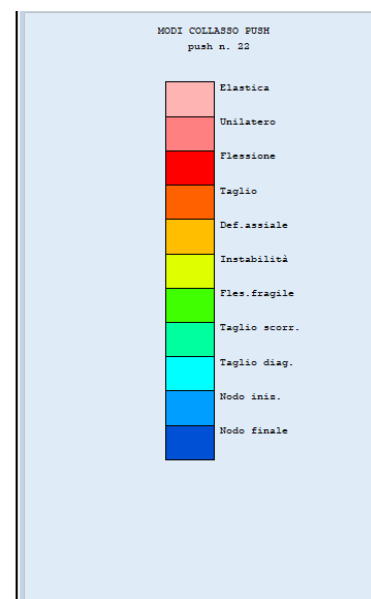 MODI COLLASSO PUSH
push n. 22
Elastica
Unilatero
Flessione
Taglio
Def.assiale
Instabilità
Fles.fragile
Taglio scorr.
Taglio diag.
Nodo iniz.
Nodo finale